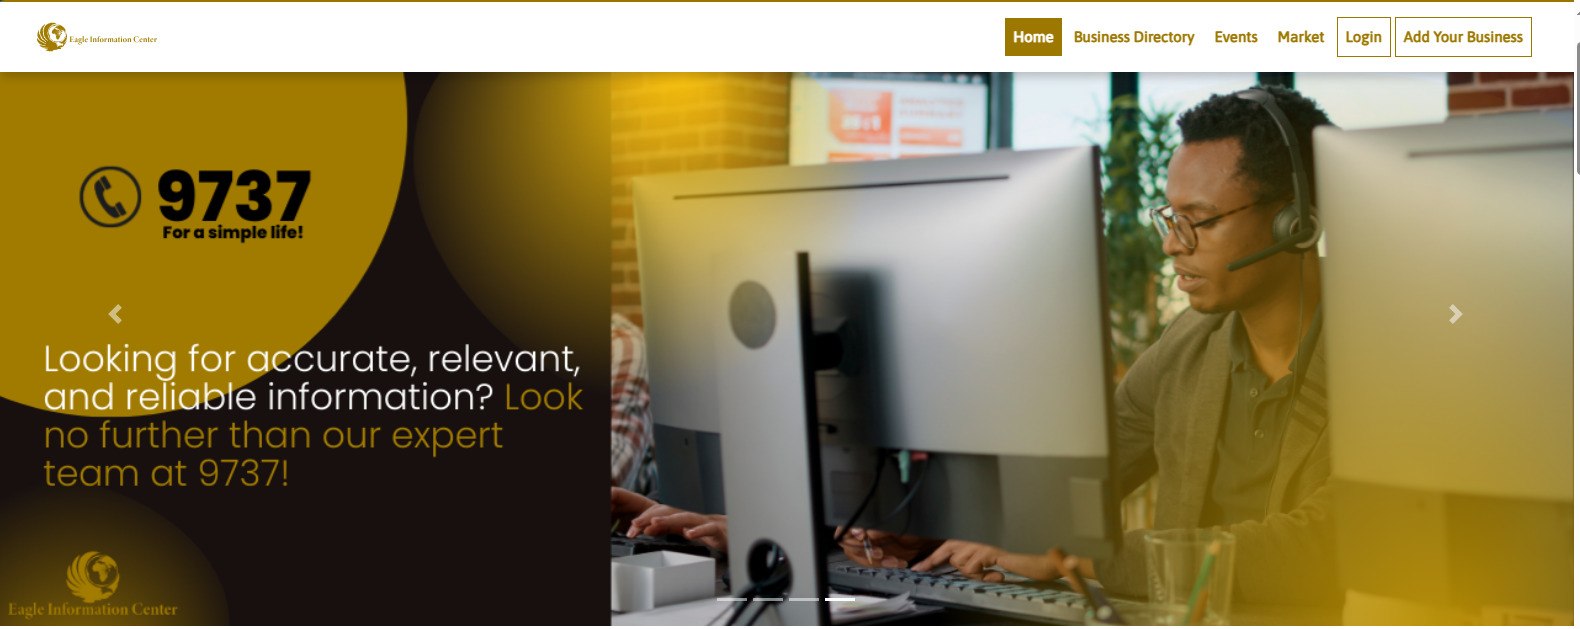 Eagle Information Center
Home
Business Directory
Events
Market
Login
Add Your Business
9737
For a simple life!
Looking for accurate, relevant,
and reliable information? Look
no further than our expert
team at 9737!
Eagle Information Center